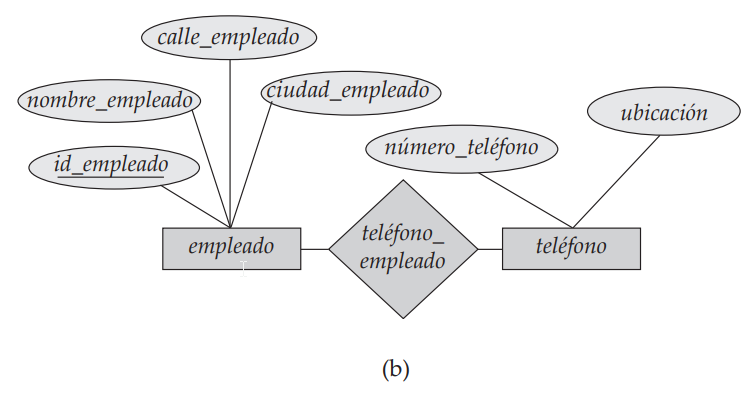 calle_empleado
nombre_empleado
ciudad_empleado
ubicación
id_empleado
número_teléfono
empleado
teléfono_
empleado
teléfono
(b)